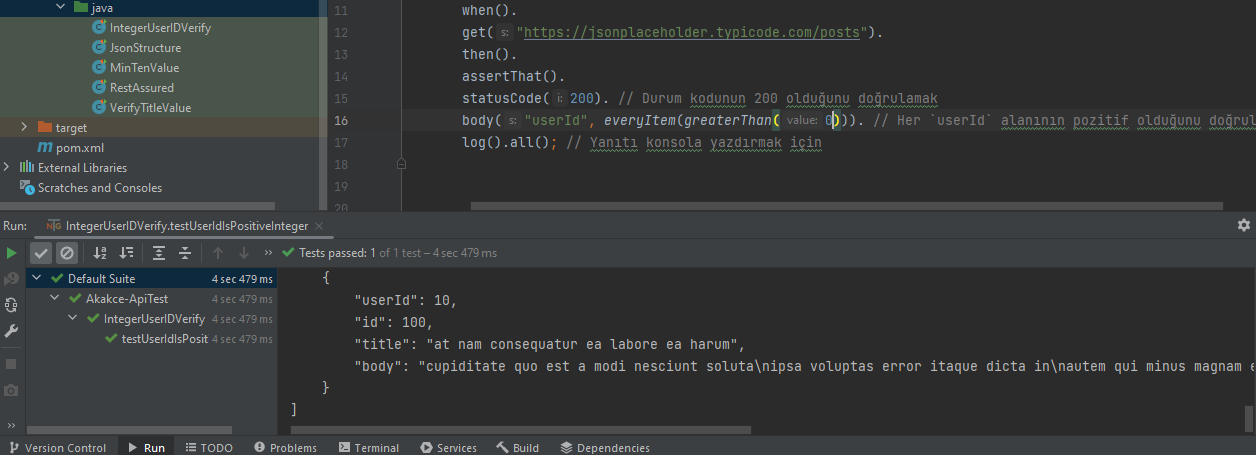 java
IntegerUserIDVerify
JsonStructure
MinTenValue
RestAssured
VerifyTitleValue
target
pom.xml
External Libraries
Scratches and Consoles
11 when().
12 get( s: "https://jsonplaceholder.typicode.com/posts").
13 then().
14 assertThat().
15 statusCode( i: 200). // Durum kodunun 200 olduğunu doğrulamak
16 body( s: "userId", everyItem(greaterThan( value: 0))). // Her `userId` alanının pozitif olduğunu doğrul
17 log().all(); // Yanıtı konsola yazdırmak için
18
19
20
Run: IntegerUserIDVerify.testUserIdIsPositiveInteger
Tests passed: 1 of 1 test – 4 sec 479 ms
Default Suite 4 sec 479 ms
Akakce-ApiTest 4 sec 479 ms
IntegerUserIDVerify 4 sec 479 ms
testUserIdIsPosit 4 sec 479 ms
{
"userId": 10,
"id": 100,
"title": "at nam consequatur ea labore ea harum",
"body": "cupiditate quo est a modi nesciunt soluta\nipsa voluptas error itaque dicta in\nautem qui minus magnam e
}
]
Version Control Run TODO Problems Terminal Services Build Dependencies